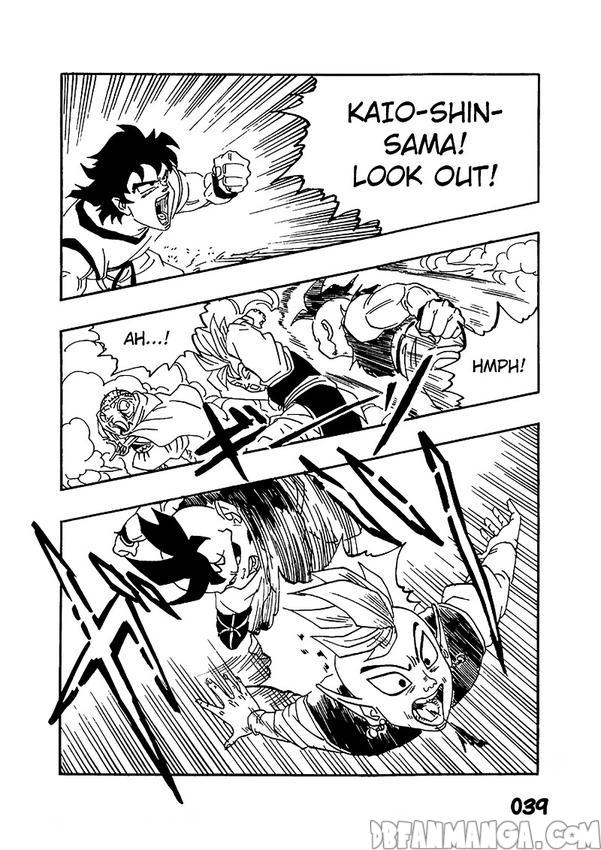 KAIO-SHIN-
SAMA!
LOOK OUT!
AH...!
HMPH!
039
DBFANMANGA.COM